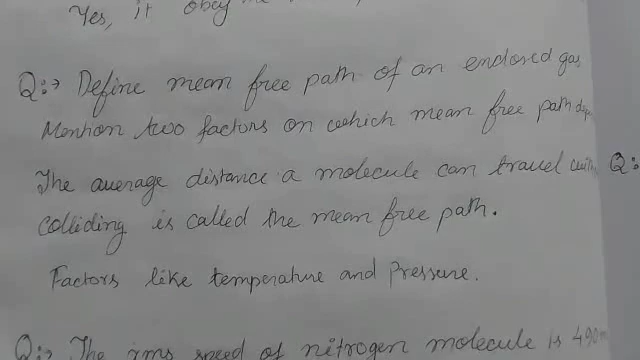 Yes, it obey
Q:→ Define mean free path of an enclosed gas.
Mention two factors on which mean free path
The average distance a molecule can travel Q:
colliding is called the mean free path.
Factors like temperature and pressure.
Q:→ The rms speed of nitrogen molecule is 490